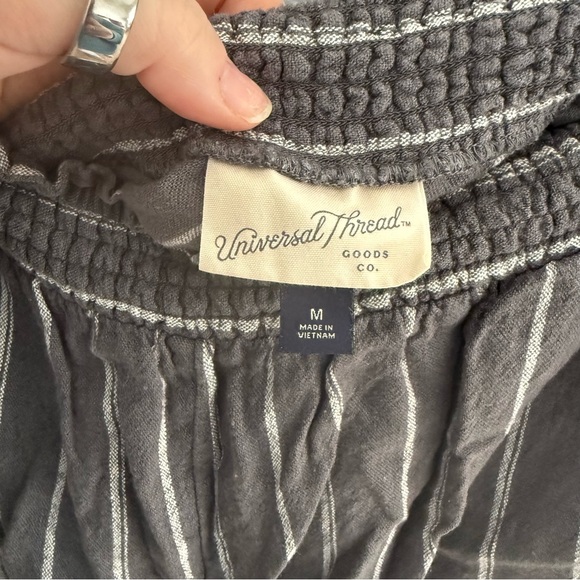 Universal Thread™
GOODS
CO.
M
MADE IN
VIETNAM